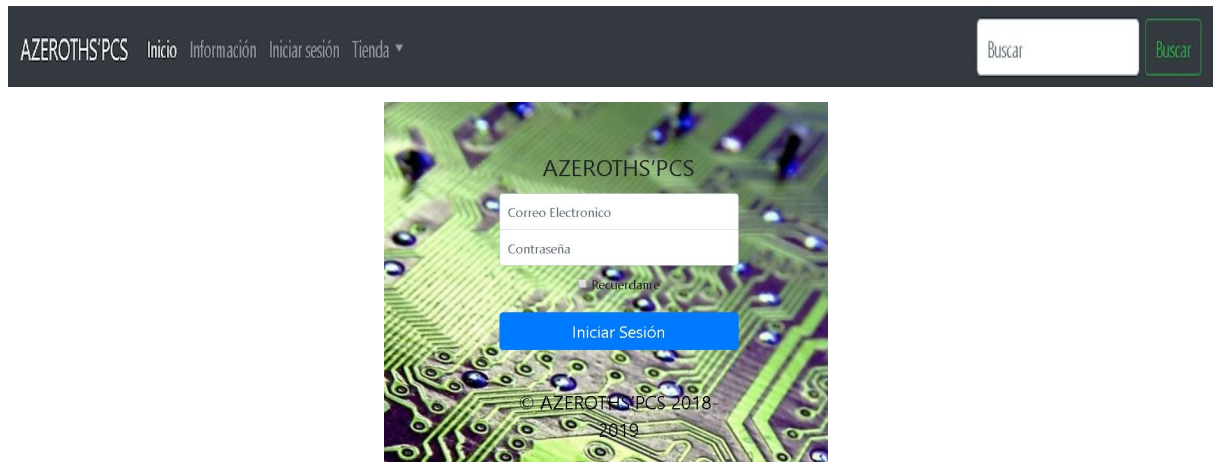 AZEROTHS'PCS Inicio Información Iniciar sesión Tienda Buscar Buscar
AZEROTHS'PCS
Correo Electronico
Contraseña
Recuerdame
Iniciar Sesión
© AZEROTHS'PCS 2018-
2019